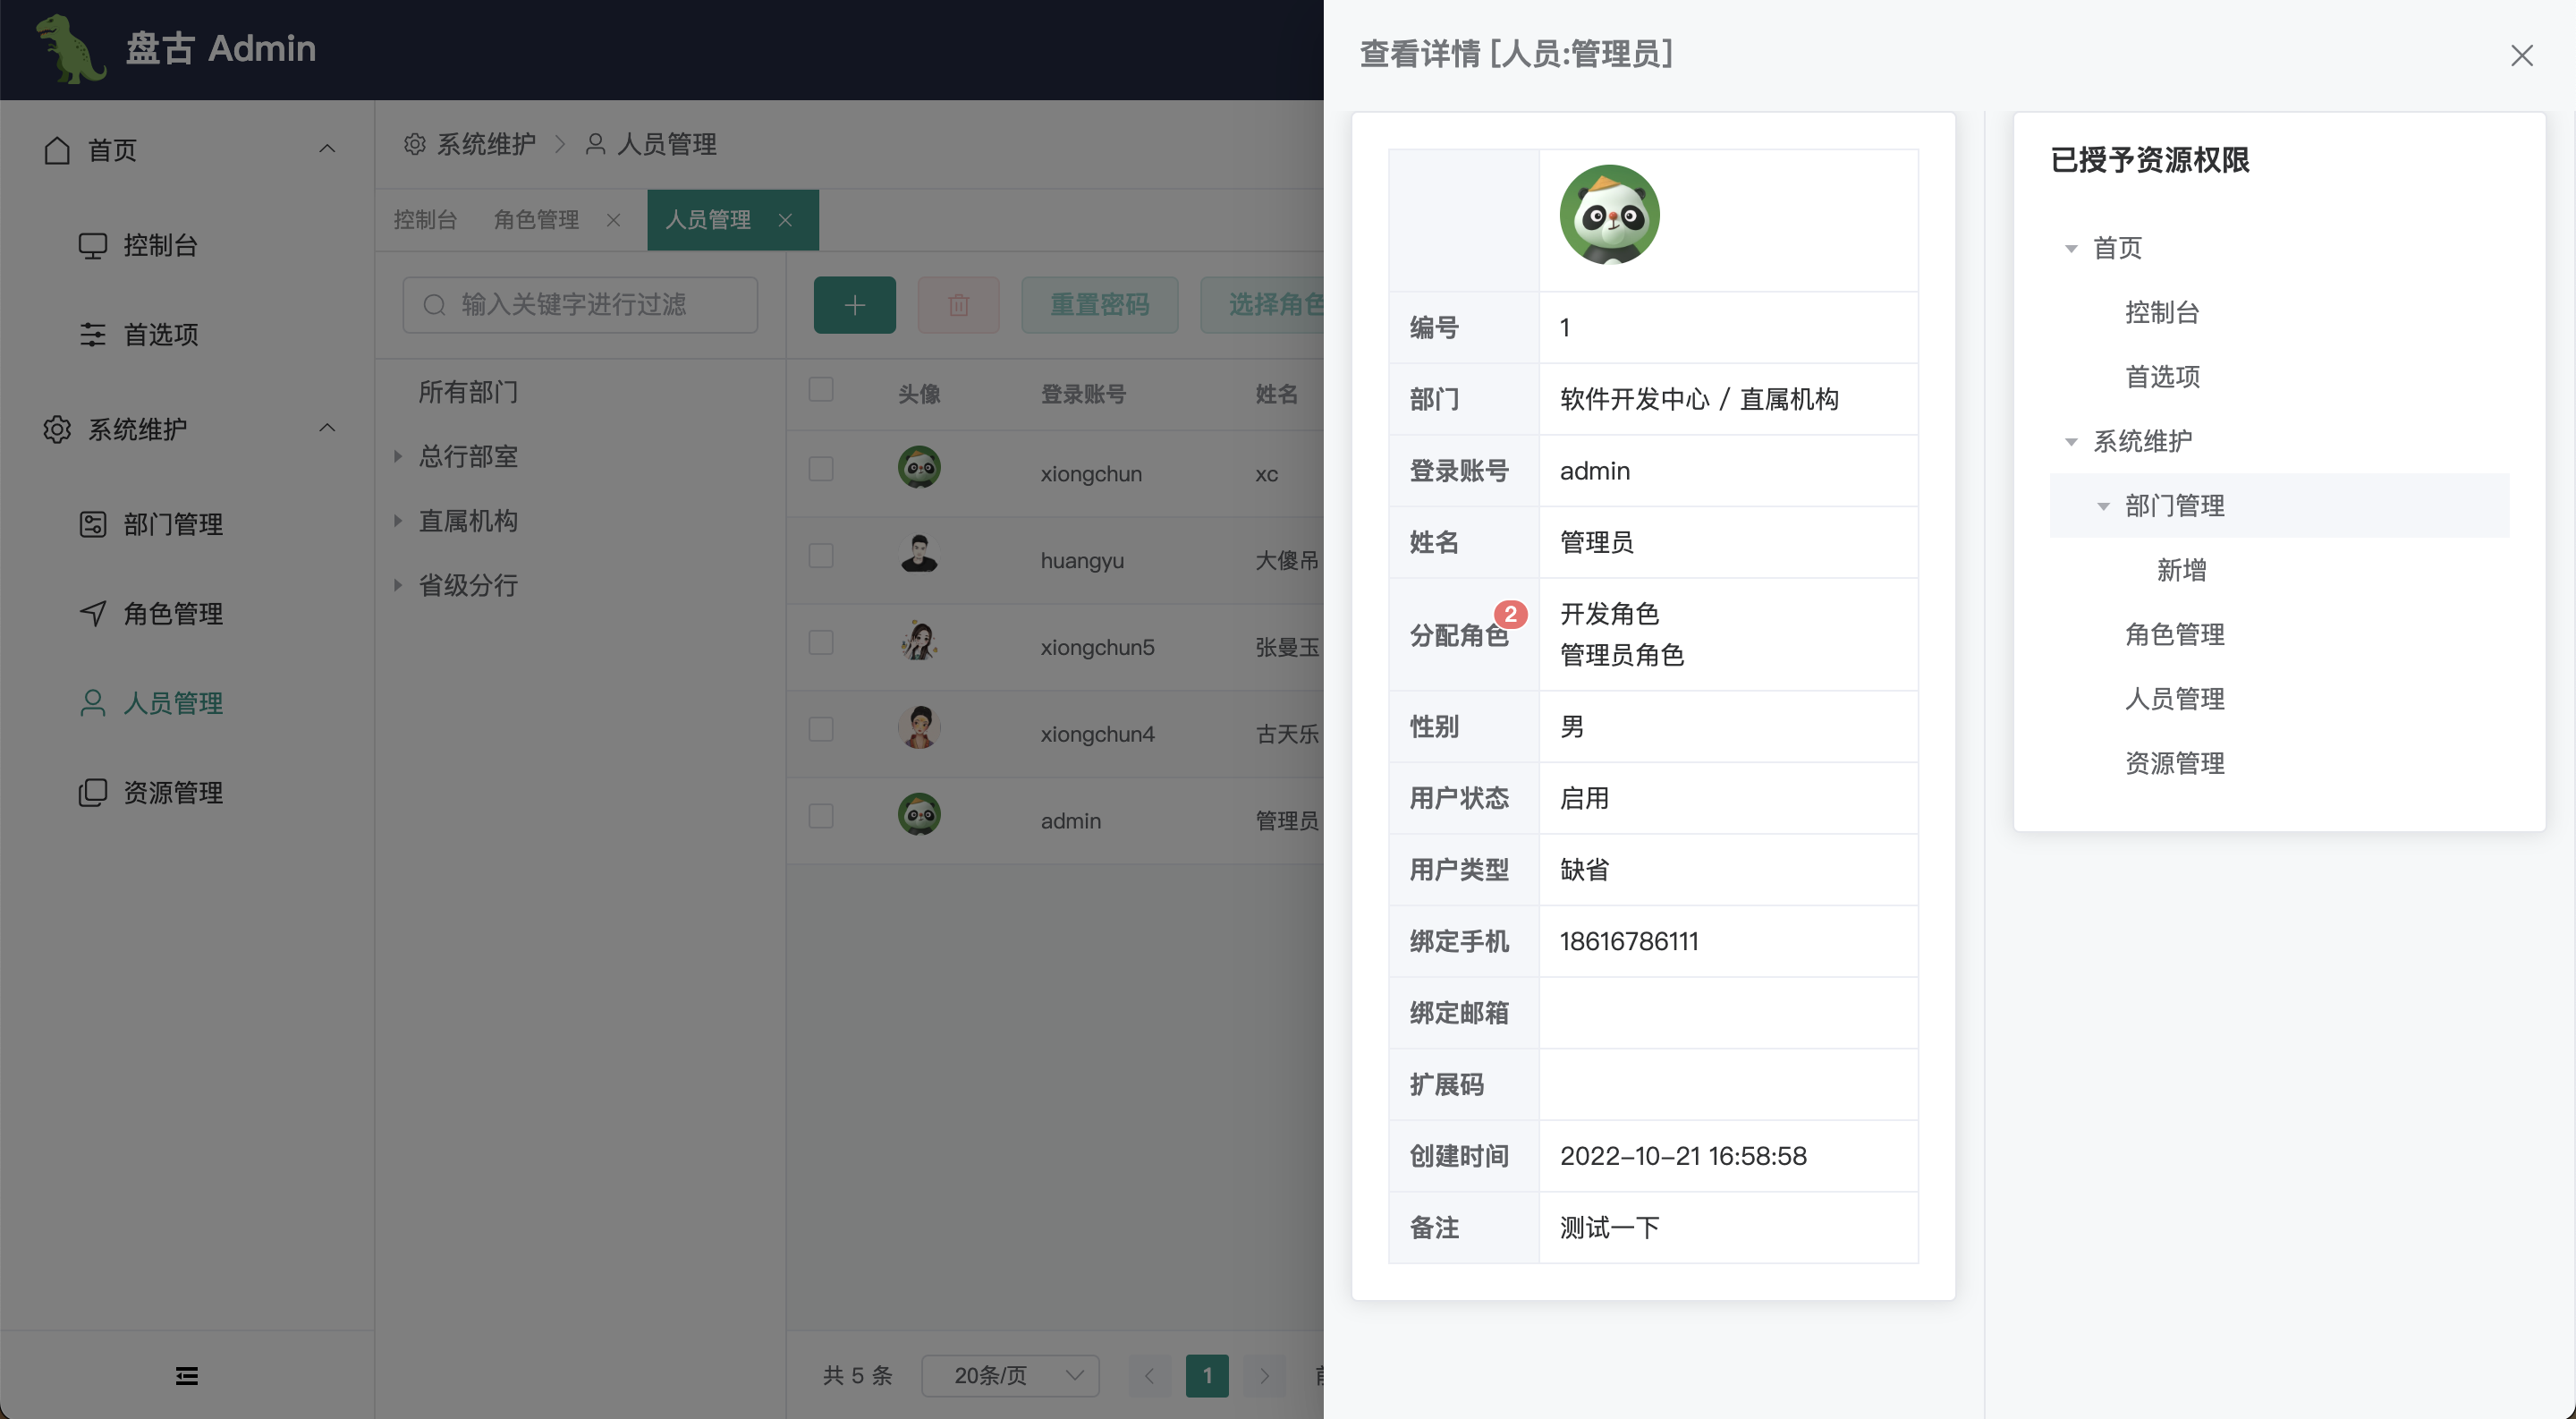 盘古 Admin
首页
控制台
首选项
系统维护
部门管理
角色管理
人员管理
资源管理
系统维护 人员管理
控制台 角色管理 人员管理
输入关键字进行过滤
所有部门
总行部室
直属机构
省级分行
重置密码 选择角色
头像 登录账号 姓名
xiongchun xc
huangyu 大傻吊
xiongchun5 张曼玉
xiongchun4 古天乐
admin 管理员
共 5 条 20条/页 1
查看详情 [人员:管理员]
编号 1
部门 软件开发中心 / 直属机构
登录账号 admin
姓名 管理员
分配角色 2 开发角色
管理员角色
性别 男
用户状态 启用
用户类型 缺省
绑定手机 18616786111
绑定邮箱
扩展码
创建时间 2022-10-21 16:58:58
备注 测试一下
已授予资源权限
首页
控制台
首选项
系统维护
部门管理
新增
角色管理
人员管理
资源管理